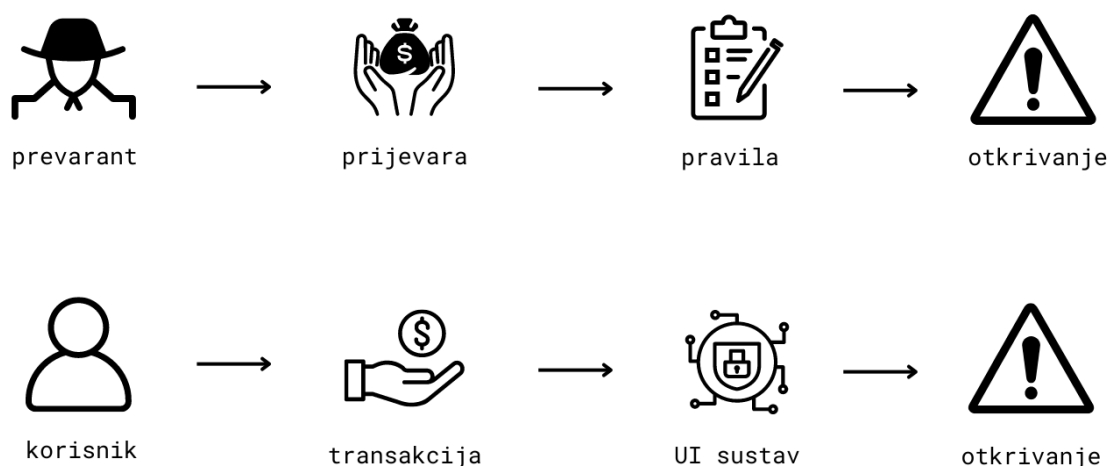 prevarant
prijevara
pravila
otkrivanje
korisnik
transakcija
UI sustav
otkrivanje